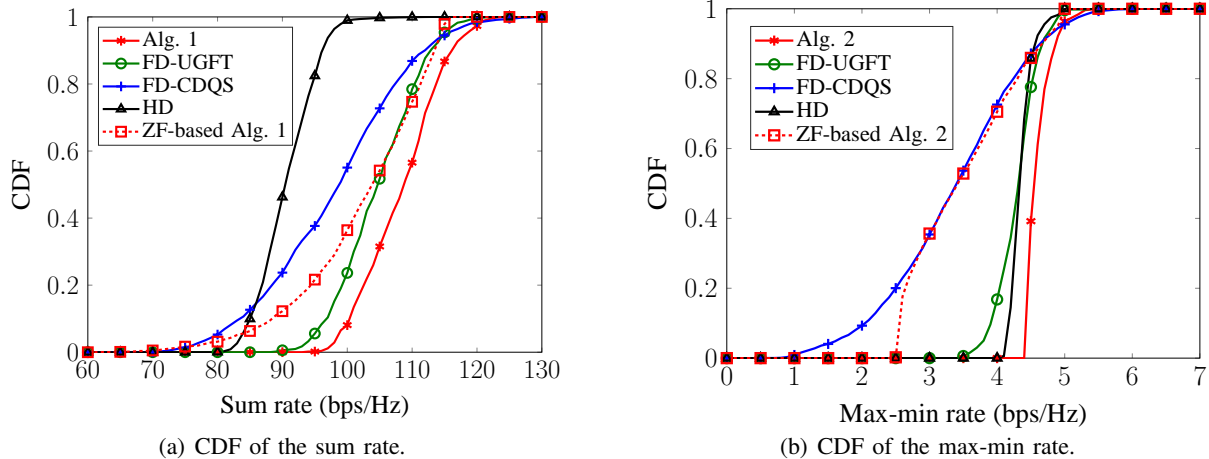 1
0.8
0.6
0.4
0.2
0
CDF
Alg. 1
FD-UGFT
FD-CDQS
HD
ZF-based Alg. 1
60 70 80 90 100 110 120 130
Sum rate (bps/Hz)
(a) CDF of the sum rate.
1
0.8
0.6
0.4
0.2
0
CDF
Alg. 2
FD-UGFT
FD-CDQS
HD
ZF-based Alg. 2
0 1 2 3 4 5 6 7
Max-min rate (bps/Hz)
(b) CDF of the max-min rate.